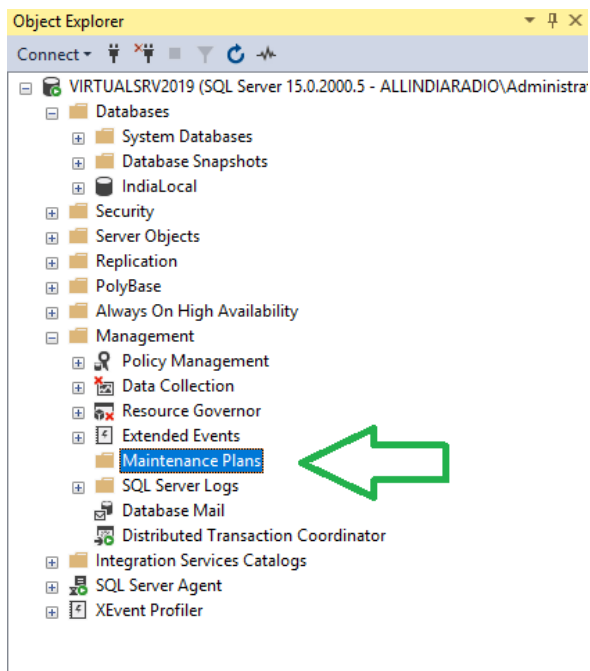 Object Explorer
Connect
VIRTUALSRV2019 (SQL Server 15.0.2000.5 - ALLINDIARADIO\Administra
Databases
System Databases
Database Snapshots
IndiaLocal
Security
Server Objects
Replication
PolyBase
Always On High Availability
Management
Policy Management
Data Collection
Resource Governor
Extended Events
Maintenance Plans
SQL Server Logs
Database Mail
Distributed Transaction Coordinator
Integration Services Catalogs
SQL Server Agent
XEvent Profiler